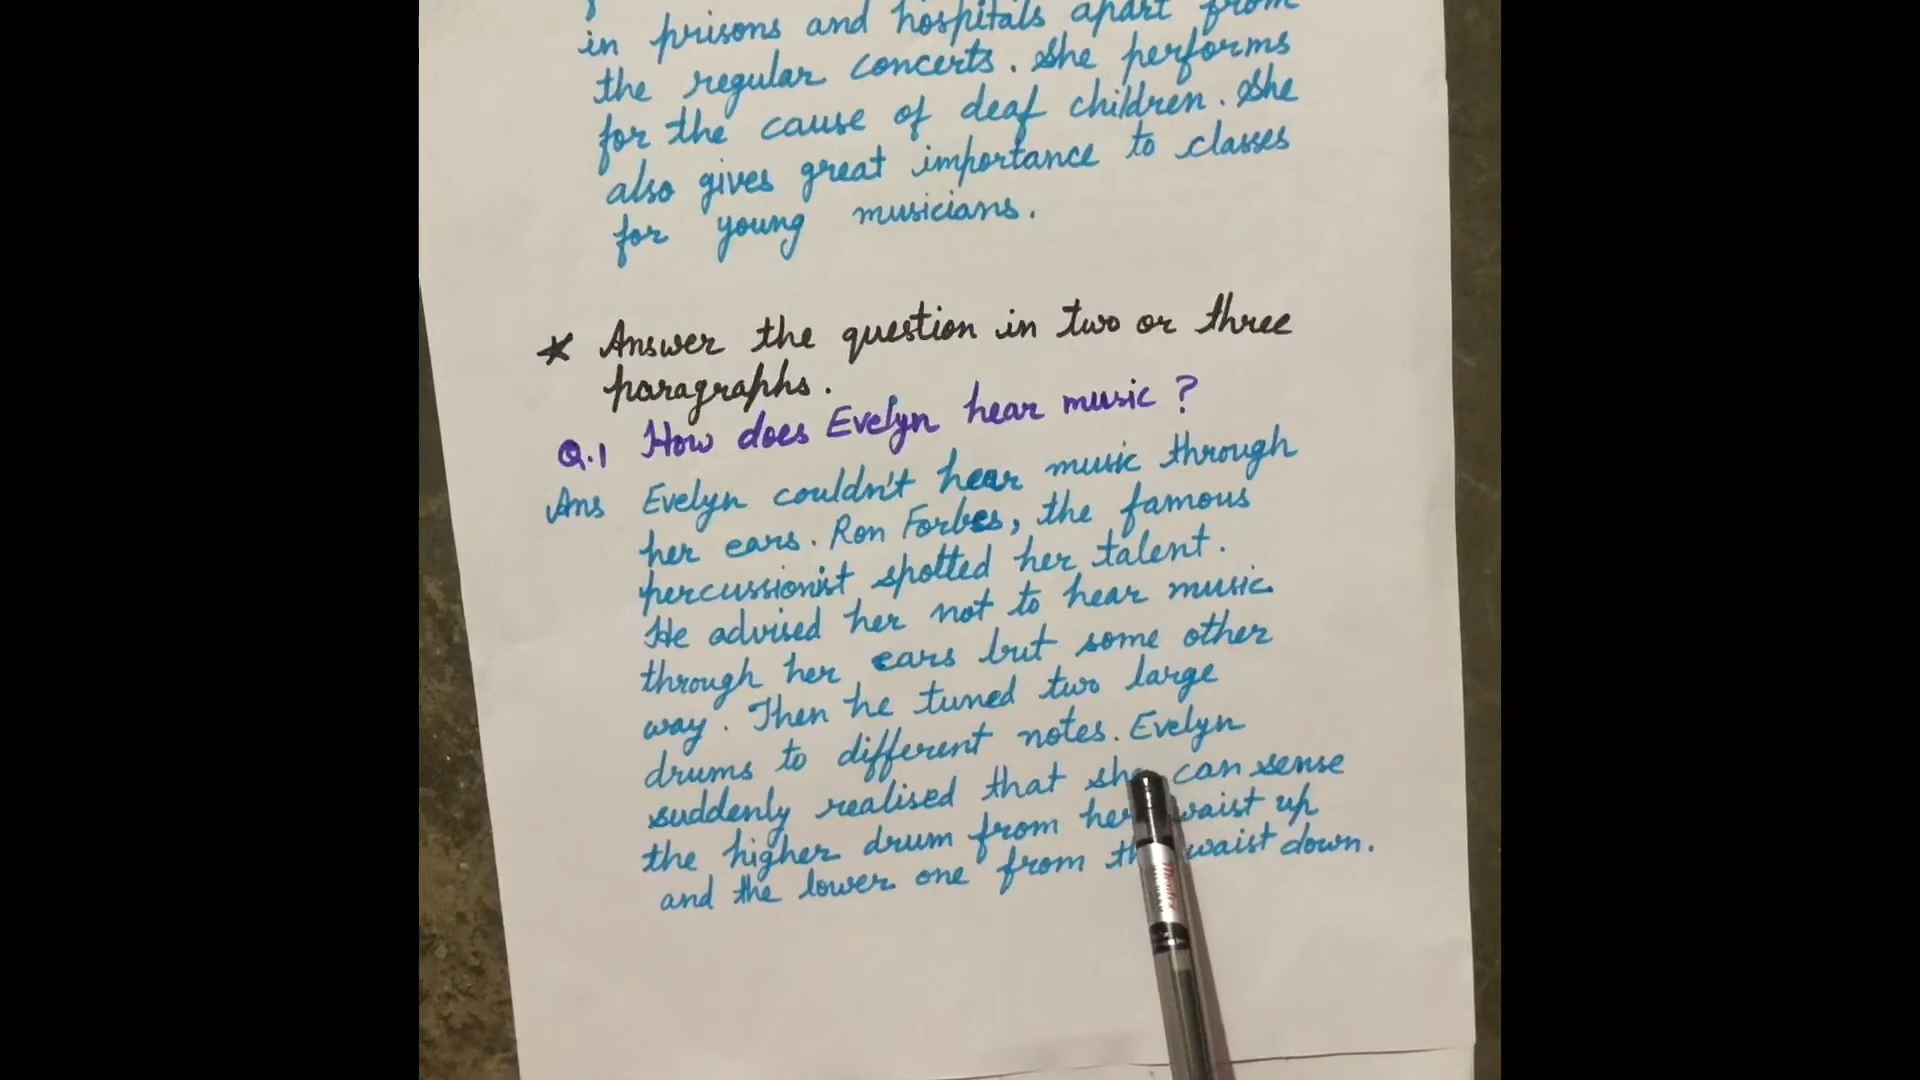 in prisons and hospitals apart from
the regular concerts. She performs
for the cause of deaf children. She
also gives great importance to classes
for young musicians.
* Answer the question in two or three
paragraphs.
Q.1 How does Evelyn hear music?
Ans Evelyn couldn't hear music through
her ears. Ron Forbes, the famous
percussionist spotted her talent.
He advised her not to hear music
through her ears but some other
way. Then he tuned two large
drums to different notes. Evelyn
suddenly realised that she can sense
the higher drum from her waist up
and the lower one from the waist down.